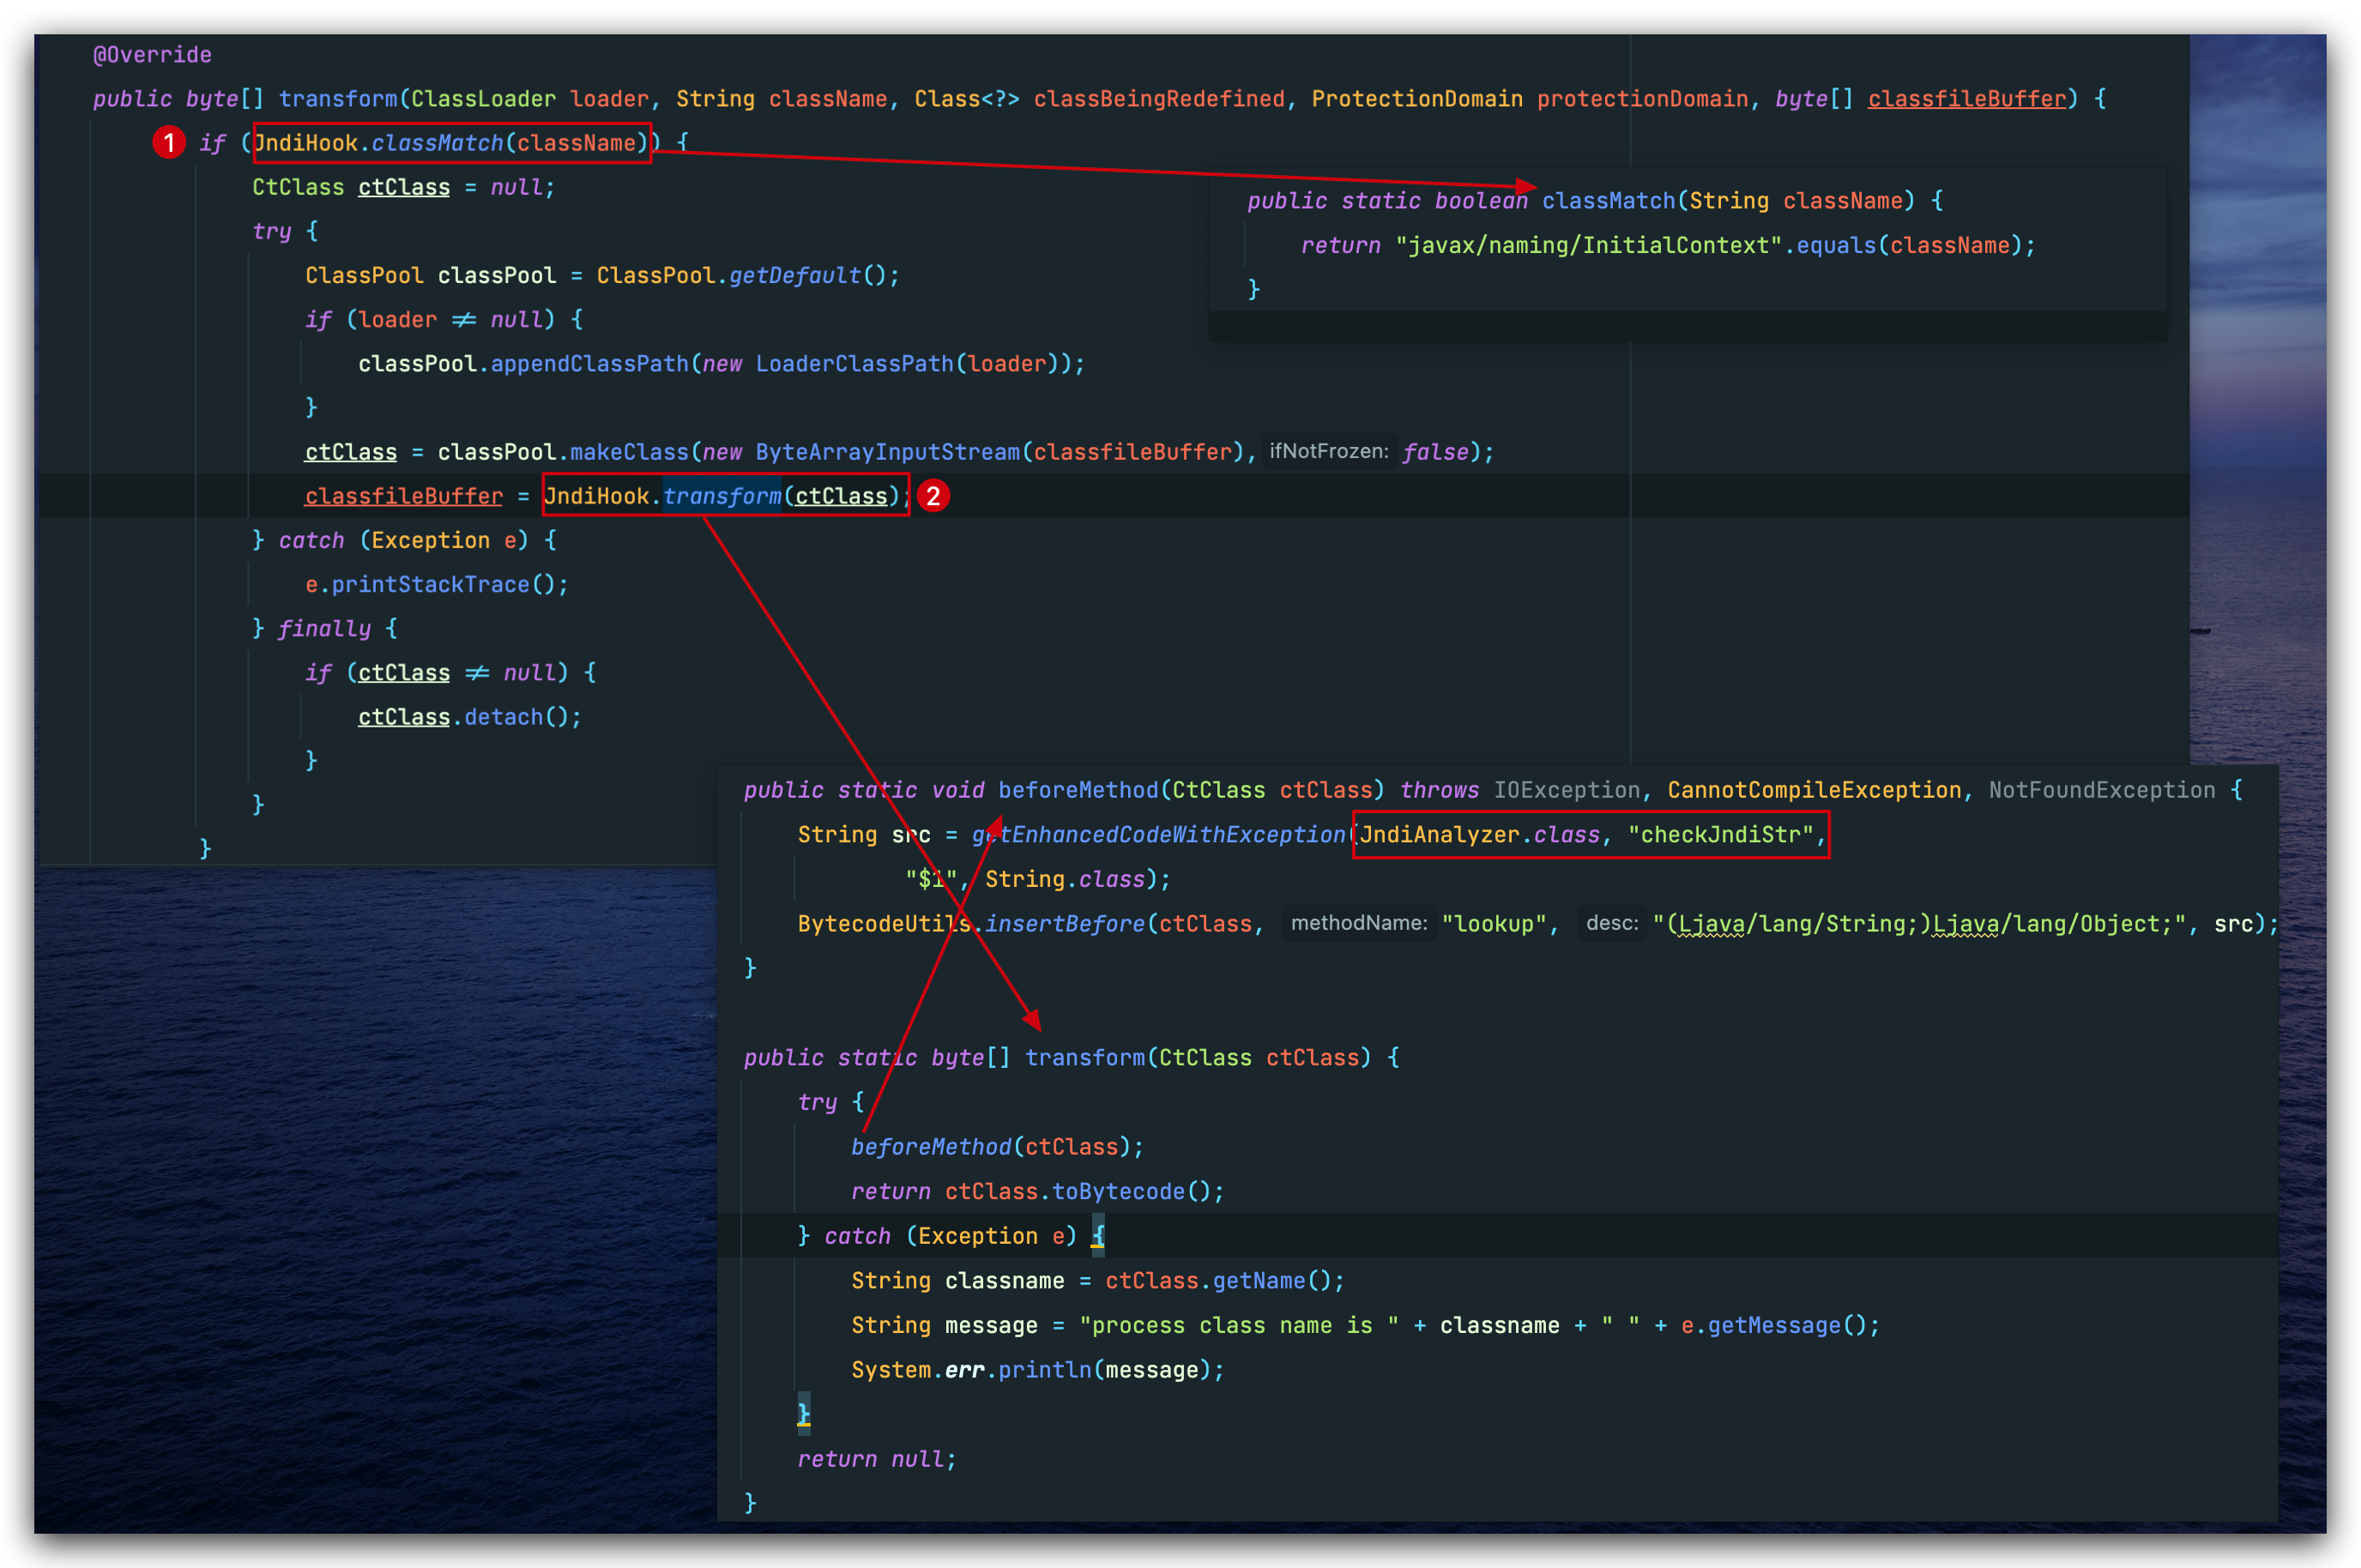 @Override
public byte[] transform(ClassLoader loader, String className, Class<?> classBeingRedefined, ProtectionDomain protectionDomain, byte[] classfileBuffer) {
1 if (JndiHook.classMatch(className)) {
CtClass ctClass = null;
try {
ClassPool classPool = ClassPool.getDefault();
if (loader ≠ null) {
classPool.appendClassPath(new LoaderClassPath(loader));
}
ctClass = classPool.makeClass(new ByteArrayInputStream(classfileBuffer), ifNotFrozen: false);
classfileBuffer = JndiHook.transform(ctClass); 2
} catch (Exception e) {
e.printStackTrace();
} finally {
if (ctClass ≠ null) {
ctClass.detach();
}
}
}
public static boolean classMatch(String className) {
return "javax/naming/InitialContext".equals(className);
}
public static void beforeMethod(CtClass ctClass) throws IOException, CannotCompileException, NotFoundException {
String src = getEnhancedCodeWithException(JndiAnalyzer.class, "checkJndiStr",
"$1", String.class);
BytecodeUtils.insertBefore(ctClass, methodName: "lookup", desc: "(Ljava/lang/String;)Ljava/lang/Object;", src);
}
public static byte[] transform(CtClass ctClass) {
try {
beforeMethod(ctClass);
return ctClass.toBytecode();
} catch (Exception e) {
String classname = ctClass.getName();
String message = "process class name is " + classname + " " + e.getMessage();
System.err.println(message);
}
return null;
}